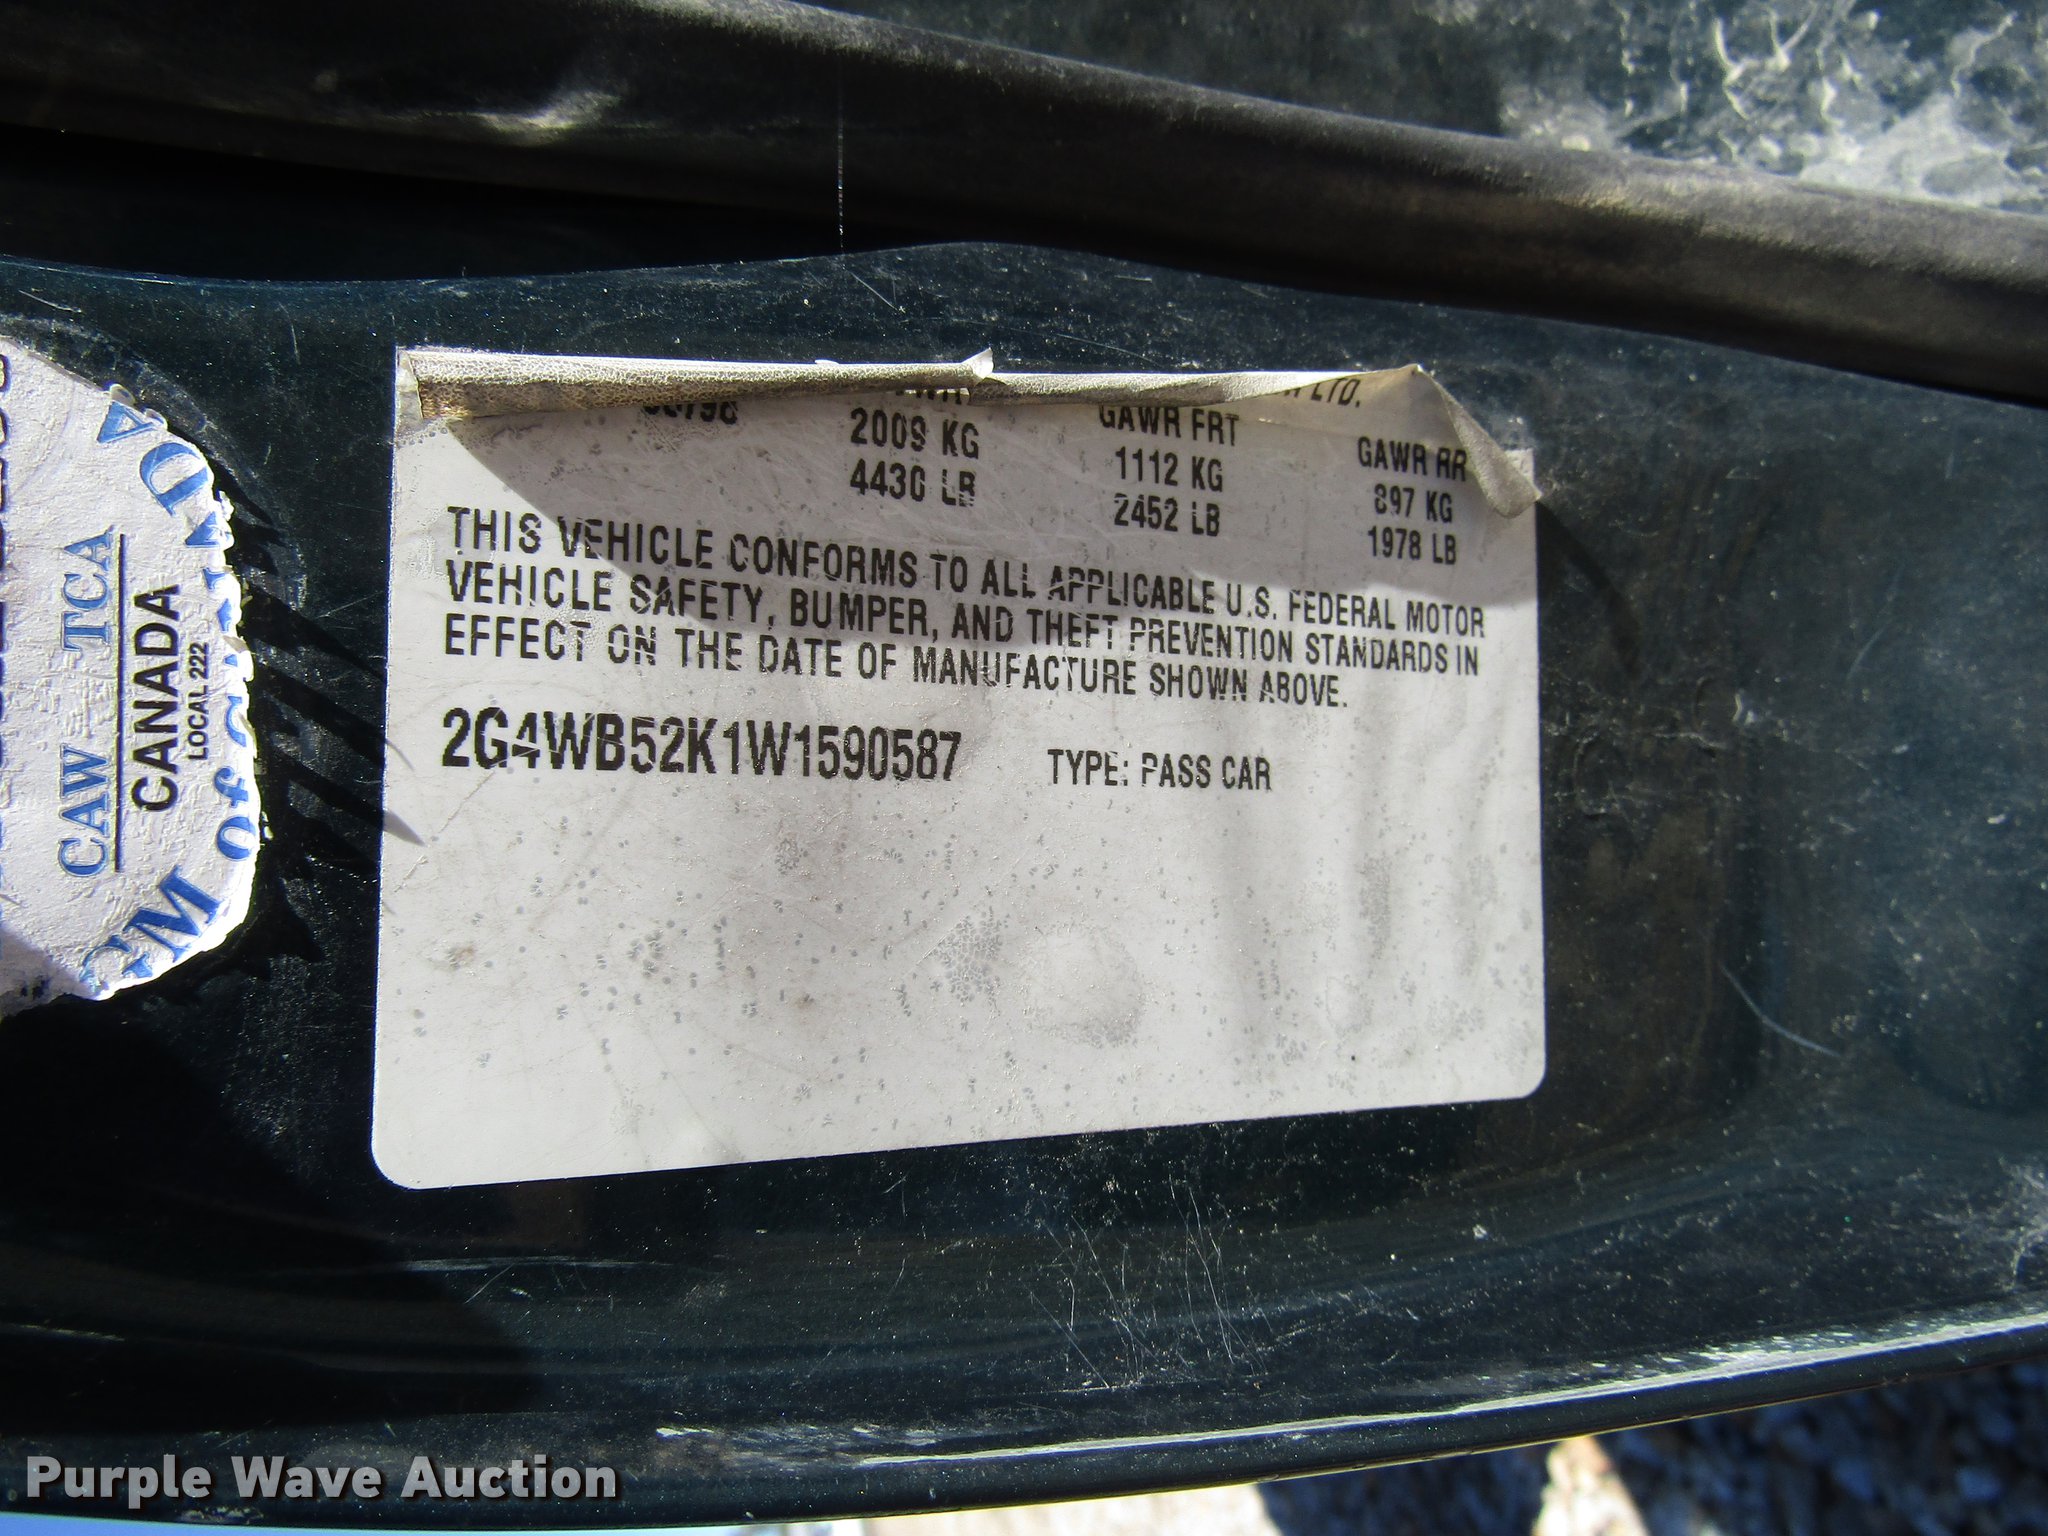 LTD.
GAWR FRT
GAWR RR
2009 KG
1112 KG
897 KG
4430 LB
2452 LB
1978 LB
THIS VEHICLE CONFORMS TO ALL APPLICABLE U.S. FEDERAL MOTOR
VEHICLE SAFETY, BUMPER, AND THEFT PREVENTION STANDARDS IN
EFFECT ON THE DATE OF MANUFACTURE SHOWN ABOVE.
2G4WB52K1W1590587 TYPE: PASS CAR
CAW TCA
CANADA
LOCAL 222
Purple Wave Auction